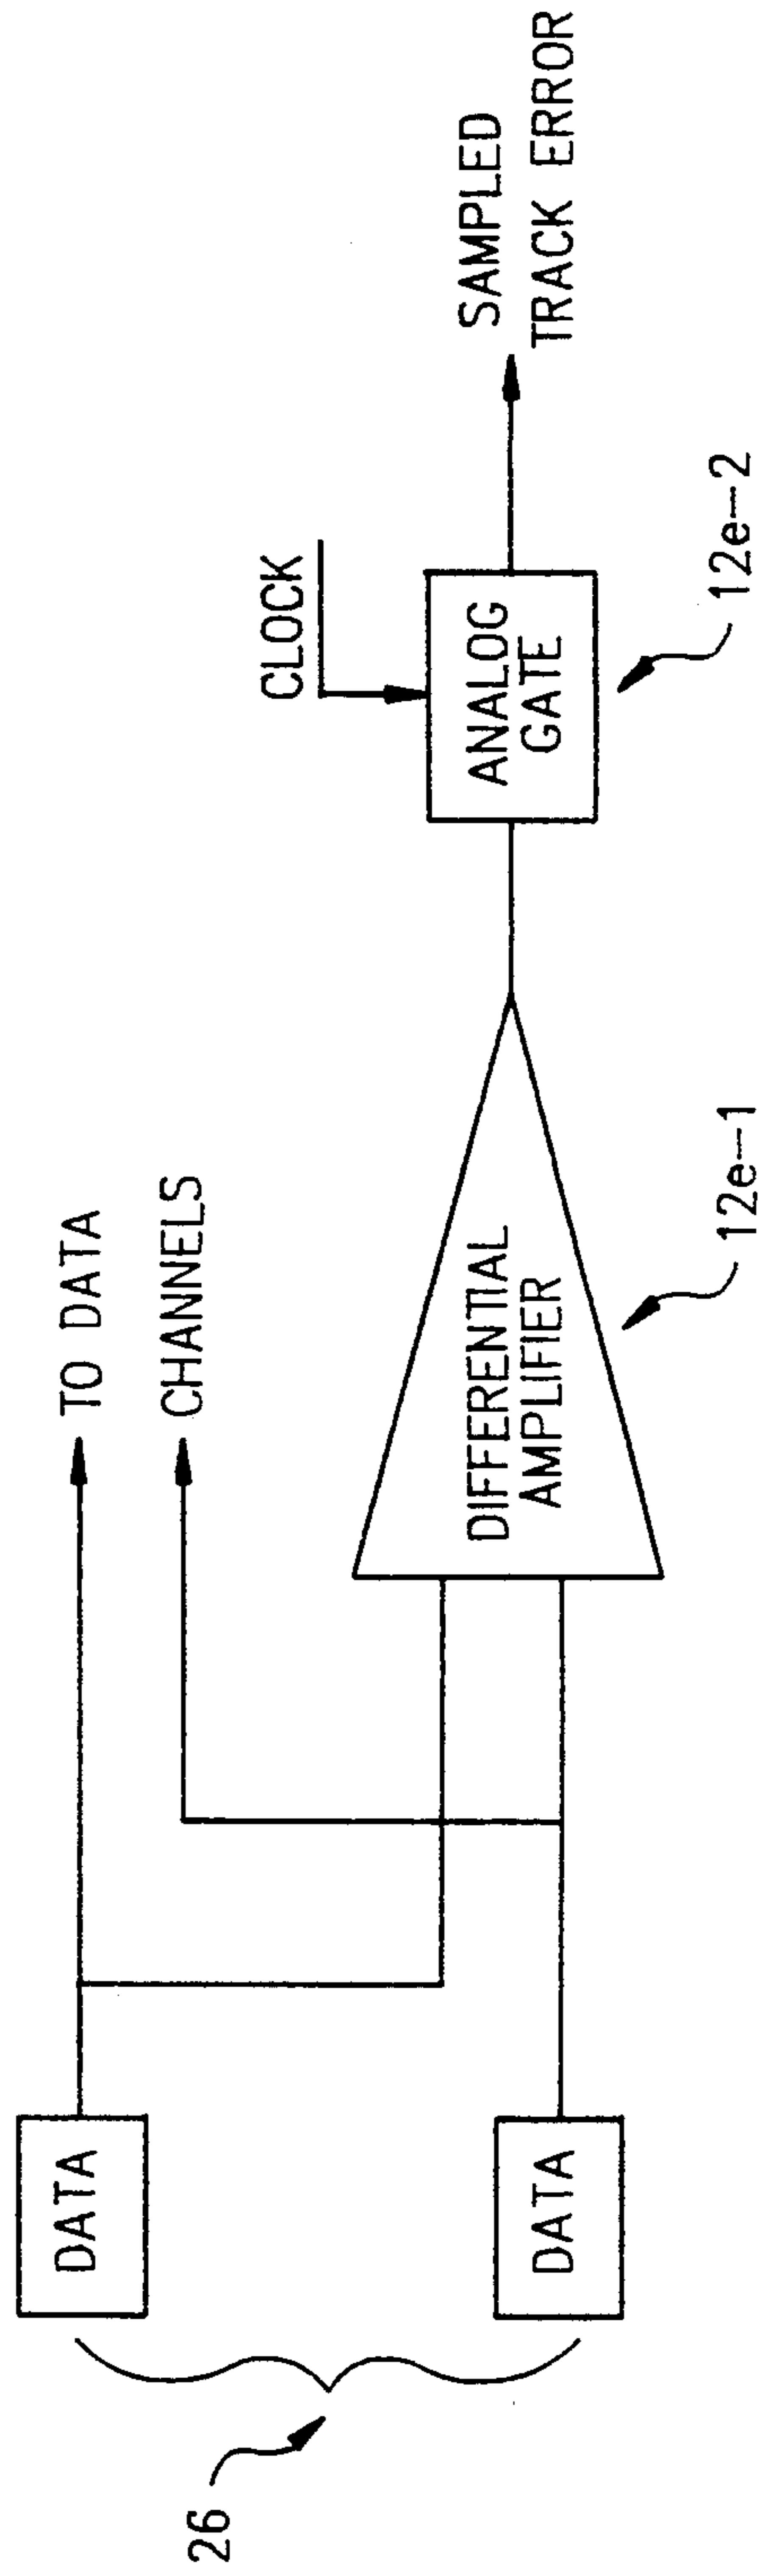 26
DATA
DATA
TO DATA
CHANNELS
DIFFERENTIAL
AMPLIFIER
12e-1
CLOCK
ANALOG
GATE
12e-2
SAMPLED
TRACK ERROR